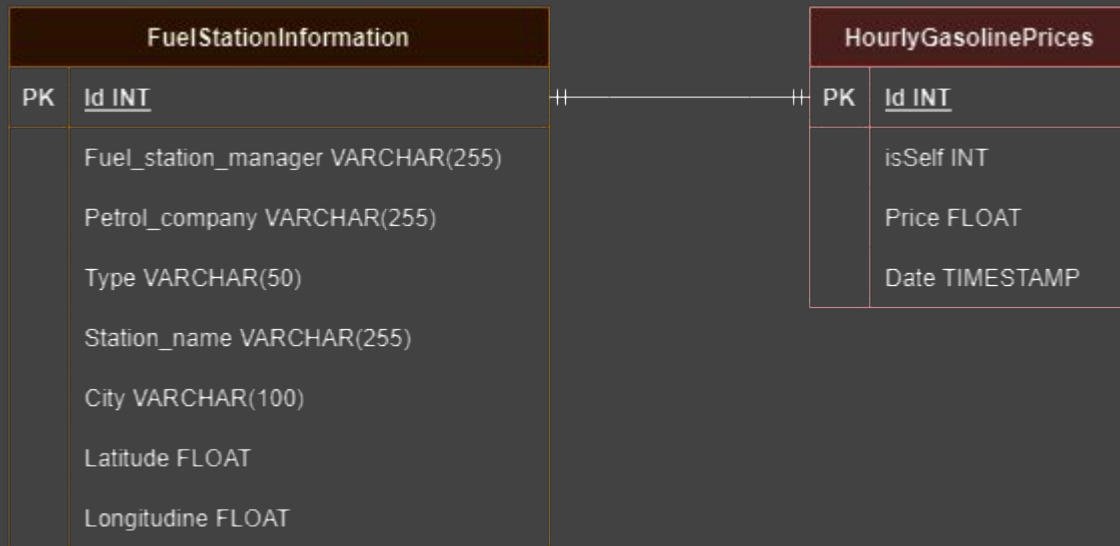 FuelStationInformation
PK Id INT
Fuel_station_manager VARCHAR(255)
Petrol_company VARCHAR(255)
Type VARCHAR(50)
Station_name VARCHAR(255)
City VARCHAR(100)
Latitude FLOAT
Longitudine FLOAT
HourlyGasolinePrices
PK Id INT
isSelf INT
Price FLOAT
Date TIMESTAMP